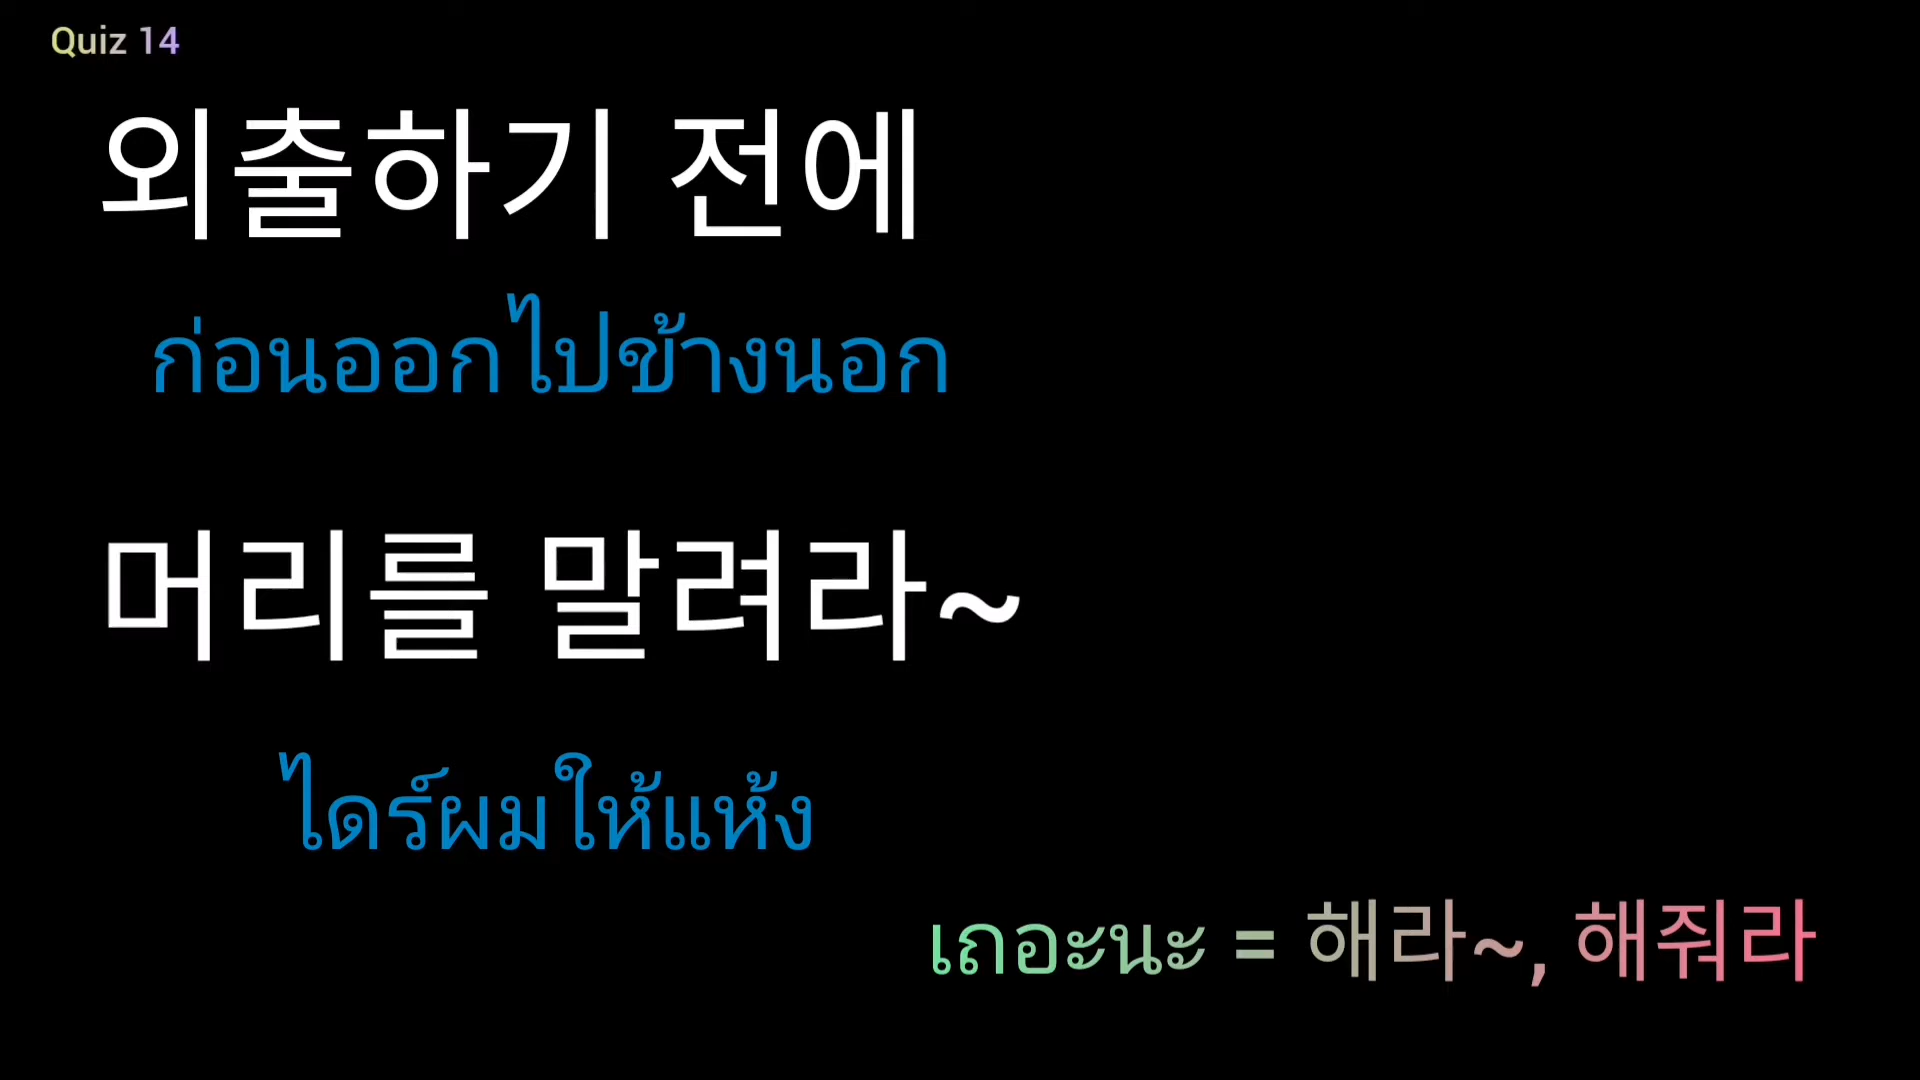 Quiz 14
외출하기 전에
ก่อนออกไปข้างนอก
머리를 말려라~
ไดร์ผมให้แห้ง
เถอะนะ = 해라~, 해줘라